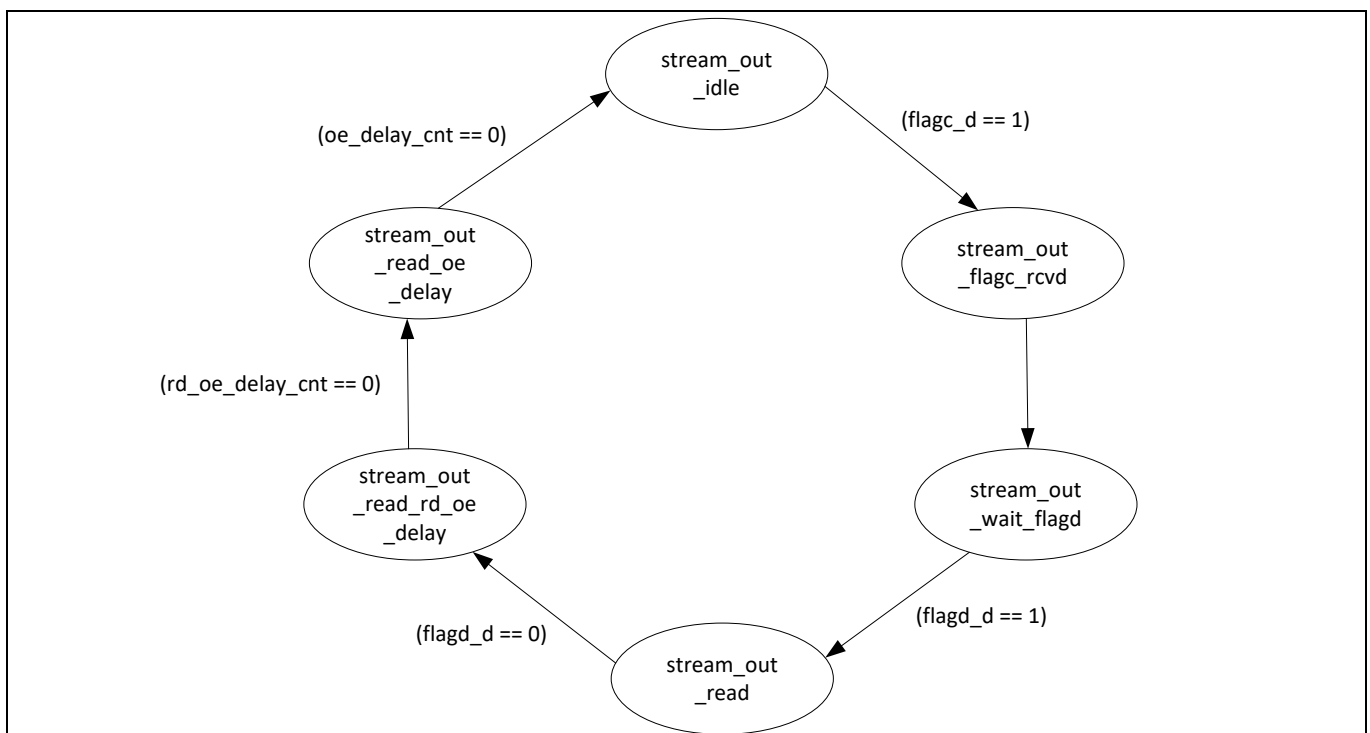 stream_out
_idle
(oe_delay_cnt == 0)
(flagc_d == 1)
stream_out
_read_oe
_delay
stream_out
_flagc_rcvd
(rd_oe_delay_cnt == 0)
stream_out
_read_rd_oe
_delay
stream_out
_wait_flagd
(flagd_d == 0)
(flagd_d == 1)
stream_out
_read